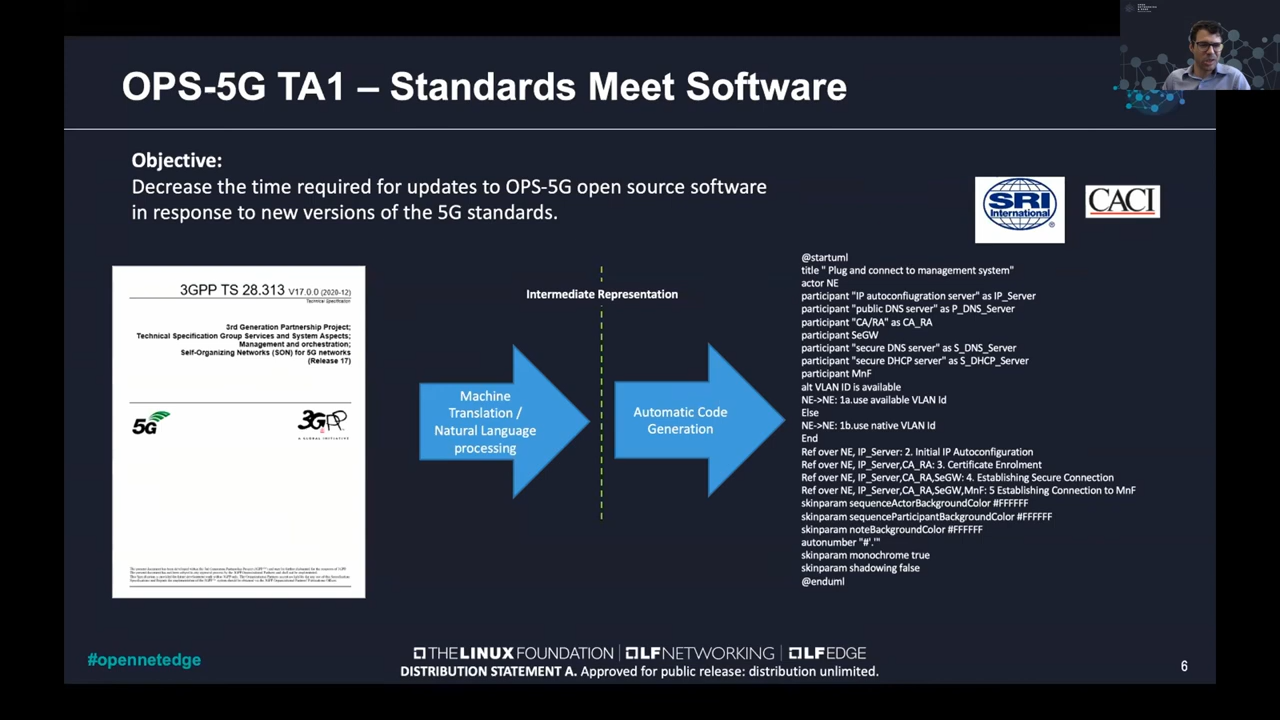 OPS-5G TA1 – Standards Meet Software
Objective:
Decrease the time required for updates to OPS-5G open source software
in response to new versions of the 5G standards.
SRI
International
®
CACI
3GPP TS 28.313 V17.0.0 (2020-12)
Technical Specification
3rd Generation Partnership Project;
Technical Specification Group Services and System Aspects;
Management and orchestration;
Self-Organizing Networks (SON) for 5G networks
(Release 17)
5G
3GPP
A GLOBAL INITIATIVE
Intermediate Representation
Machine
Translation /
Natural Language
processing
Automatic Code
Generation
@startuml
title " Plug and connect to management system"
actor NE
participant "IP autoconfiugration server" as IP_Server
participant "public DNS server" as P_DNS_Server
participant "CA/RA" as CA_RA
participant SeGW
participant "secure DNS server" as S_DNS_Server
participant "secure DHCP server" as S_DHCP_Server
participant MnF
alt VLAN ID is available
NE->NE: 1a.use available VLAN Id
Else
NE->NE: 1b.use native VLAN Id
End
Ref over NE, IP_Server: 2. Initial IP Autoconfiguration
Ref over NE, IP_Server,CA_RA: 3. Certificate Enrolment
Ref over NE, IP_Server,CA_RA,SeGW: 4. Establishing Secure Connection
Ref over NE, IP_Server,CA_RA,SeGW,MnF: 5 Establishing Connection to MnF
skinparam sequenceActorBackgroundColor #FFFFFF
skinparam sequenceParticipantBackgroundColor #FFFFFF
skinparam noteBackgroundColor #FFFFFF
autonumber "#'.'"
skinparam monochrome true
skinparam shadowing false
@enduml
#opennetedge
THE LINUX FOUNDATION | LF NETWORKING | LF EDGE
DISTRIBUTION STATEMENT A. Approved for public release: distribution unlimited.
6